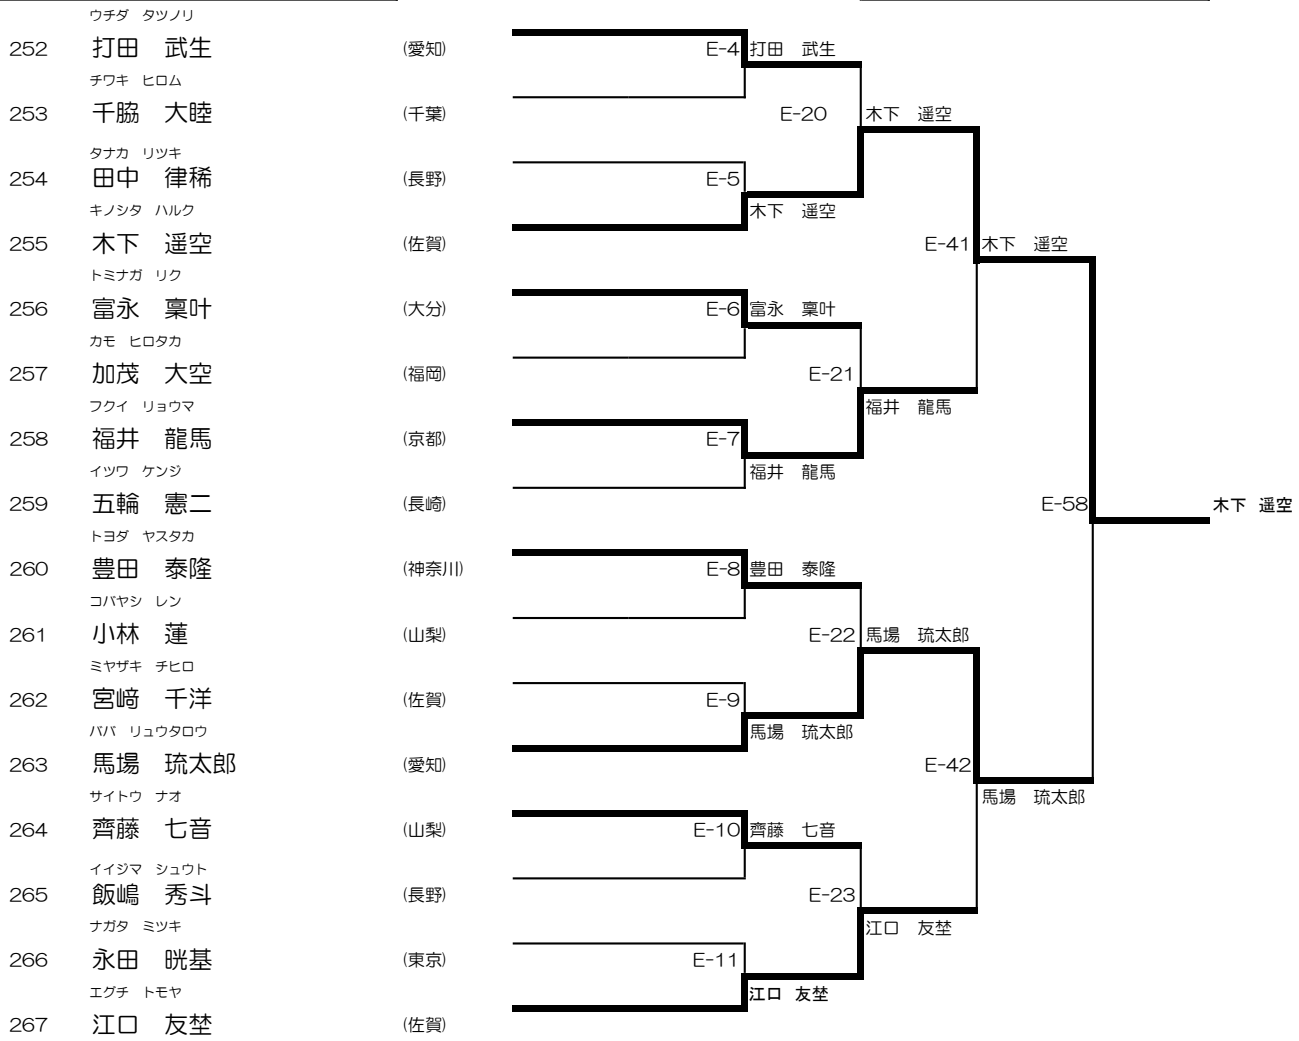 ウチダ　タツノリ
252 打田　武生 (愛知) E-4 打田　武生
チワキ　ヒロム
253 千脇　大睦 (千葉) E-20 木下　遥空
タナカ　リツキ
254 田中　律稀 (長野) E-5
キノシタ　ハルク 木下　遥空
255 木下　遥空 (佐賀) E-41 木下　遥空
トミナガ　リク
256 富永　稟叶 (大分) E-6 富永　稟叶
カモ　ヒロタカ
257 加茂　大空 (福岡) E-21
フクイ　リョウマ 福井　龍馬
258 福井　龍馬 (京都) E-7
イツワ　ケンジ 福井　龍馬
259 五輪　憲二 (長崎) E-58 木下　遥空
トヨダ　ヤスタカ
260 豊田　泰隆 (神奈川) E-8 豊田　泰隆
コバヤシ　レン
261 小林　蓮 (山梨) E-22 馬場　琉太郎
ミヤザキ　チヒロ
262 宮﨑　千洋 (佐賀) E-9
ババ　リュウタロウ 馬場　琉太郎
263 馬場　琉太郎 (愛知) E-42
サイトウ　ナオ 馬場　琉太郎
264 齊藤　七音 (山梨) E-10 齊藤　七音
イイジマ　シュウト
265 飯嶋　秀斗 (長野) E-23
ナガタ　ミツキ 江口　友埜
266 永田　晄基 (東京) E-11
エグチ　トモヤ 江口　友埜
267 江口　友埜 (佐賀)